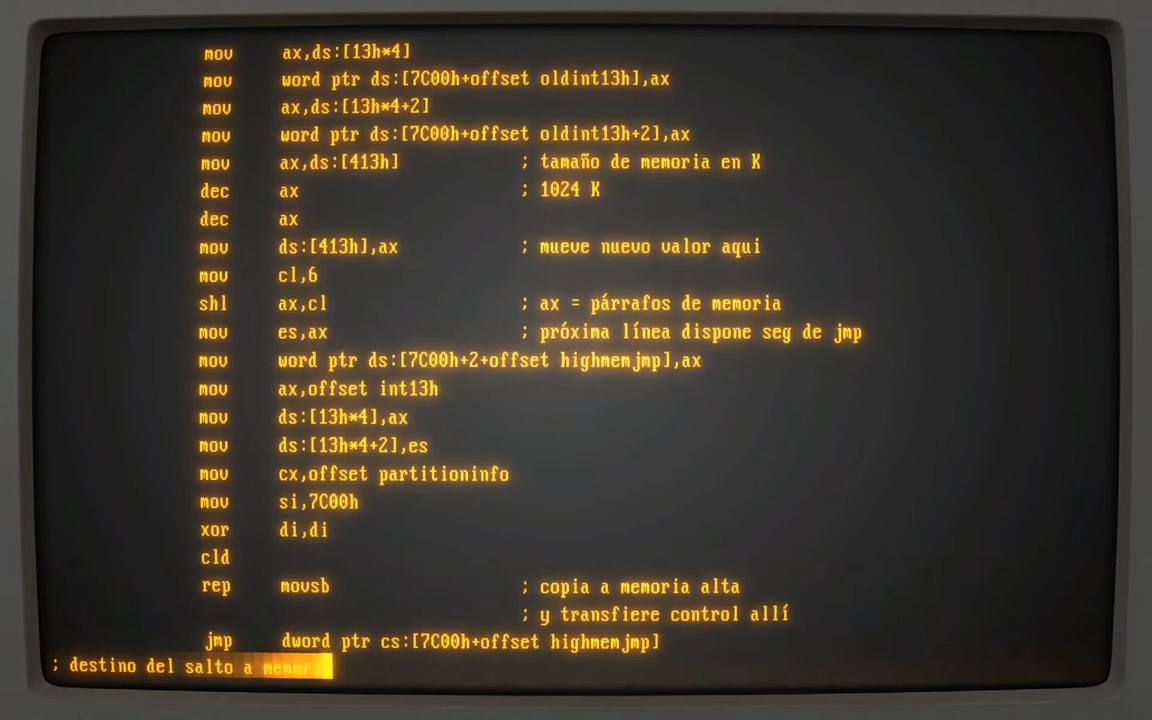 mov ax,ds:[13h*4]
mov word ptr ds:[7C00h+offset oldint13h],ax
mov ax,ds:[13h*4+2]
mov word ptr ds:[7C00h+offset oldint13h+2],ax
mov ax,ds:[413h] ; tamaño de memoria en K
dec ax ; 1024 K
dec ax
mov ds:[413h],ax ; mueve nuevo valor aqui
mov cl,6
shl ax,cl ; ax = párrafos de memoria
mov es,ax ; próxima línea dispone seg de jmp
mov word ptr ds:[7C00h+2+offset highmemjmp],ax
mov ax,offset int13h
mov ds:[13h*4],ax
mov ds:[13h*4+2],es
mov cx,offset partitioninfo
mov si,7C00h
xor di,di
cld
rep movsb ; copia a memoria alta
; y transfiere control allí
jmp dword ptr cs:[7C00h+offset highmemjmp]
; destino del salto a memori